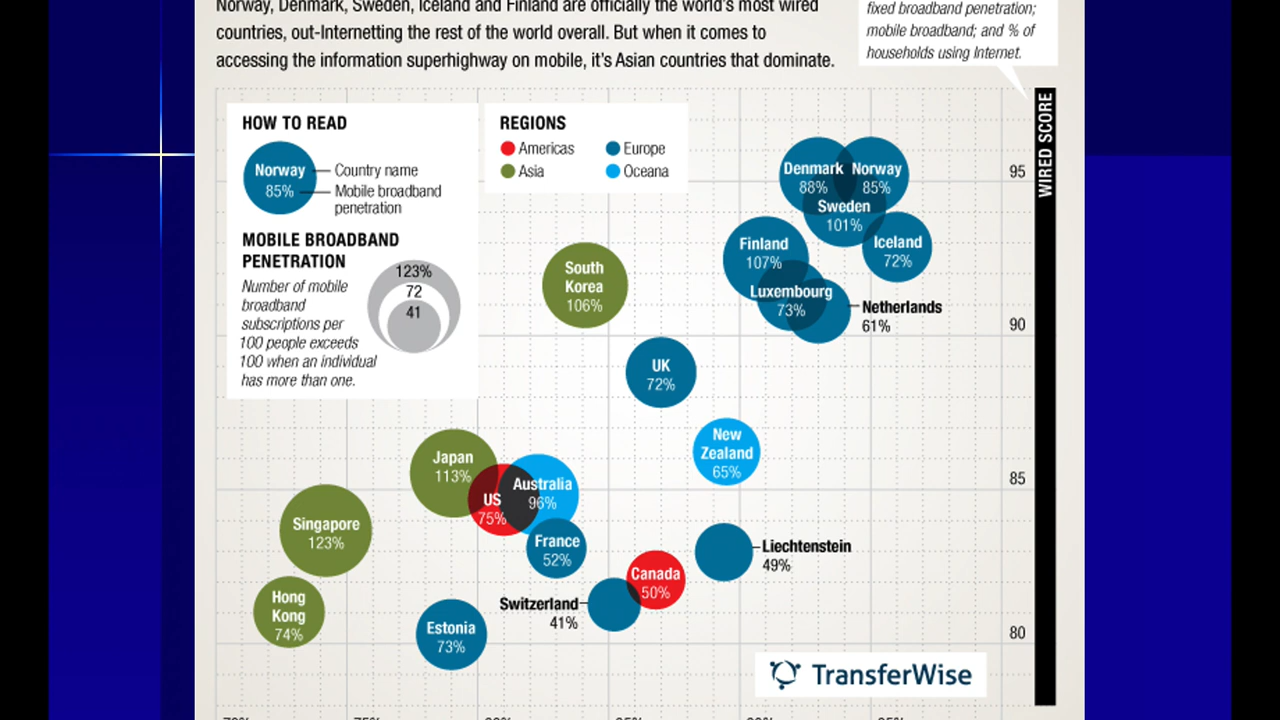 Norway, Denmark, Sweden, Iceland and Finland are officially the world's most wired
countries, out-Internetting the rest of the world overall. But when it comes to
accessing the information superhighway on mobile, it's Asian countries that dominate.
fixed broadband penetration;
mobile broadband; and % of
households using Internet.
HOW TO READ
Norway
85%
Country name
Mobile broadband
penetration
MOBILE BROADBAND
PENETRATION
Number of mobile
broadband
subscriptions per
100 people exceeds
100 when an individual
has more than one.
123%
72
41
REGIONS
Americas
Europe
Asia
Oceana
WIRED SCORE
95
90
85
80
Denmark
88%
Norway
85%
Sweden
101%
Iceland
72%
Finland
107%
Luxembourg
73%
Netherlands
61%
South
Korea
106%
UK
72%
New
Zealand
65%
Japan
113%
US
75%
Australia
96%
France
52%
Singapore
123%
Hong
Kong
74%
Estonia
73%
Switzerland
41%
Canada
50%
Liechtenstein
49%
TransferWise